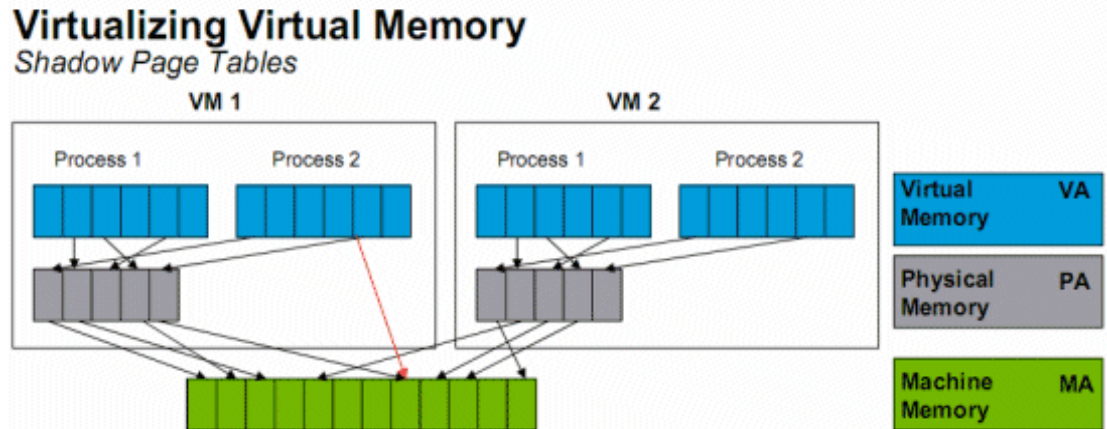 Virtualizing Virtual Memory
Shadow Page Tables
VM 1
VM 2
Process 1
Process 2
Process 1
Process 2
Virtual Memory VA
Physical Memory PA
Machine Memory MA